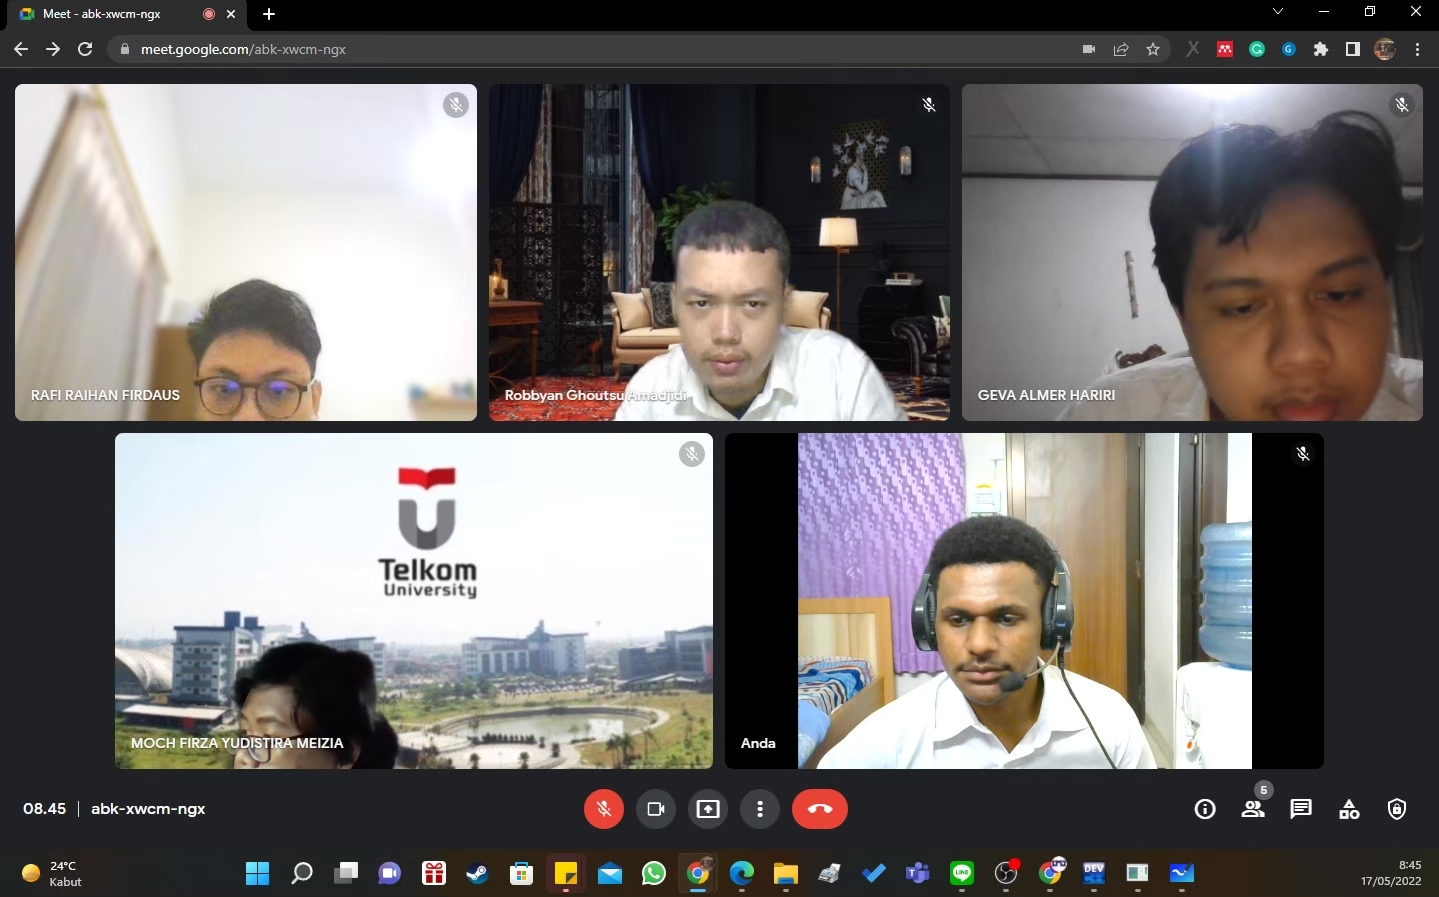 Meet - abk-xwcm-ngx
meet.google.com/abk-xwcm-ngx
RAFI RAIHAN FIRDAUS
Robbyan Ghoutsu Amadjidi
GEVA ALMER HARIRI
Telkom
University
MOCH FIRZA YUDISTIRA MEIZIA
Anda
08.45 | abk-xwcm-ngx
5
24°C
Kabut
LINE
DEV
8:45
17/05/2022